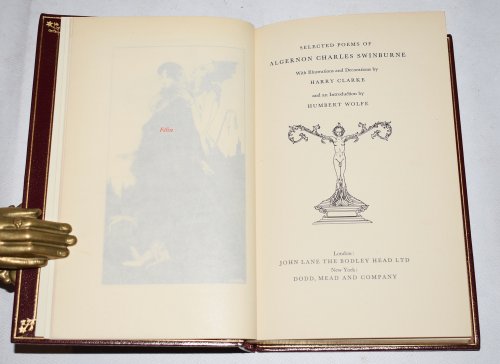 Félise
SELECTED POEMS OF
ALGERNON CHARLES SWINBURNE
With Illustrations and Decorations by
HARRY CLARKE
and an Introduction by
HUMBERT WOLFE
London:
JOHN LANE THE BODLEY HEAD LTD
New York:
DODD, MEAD AND COMPANY